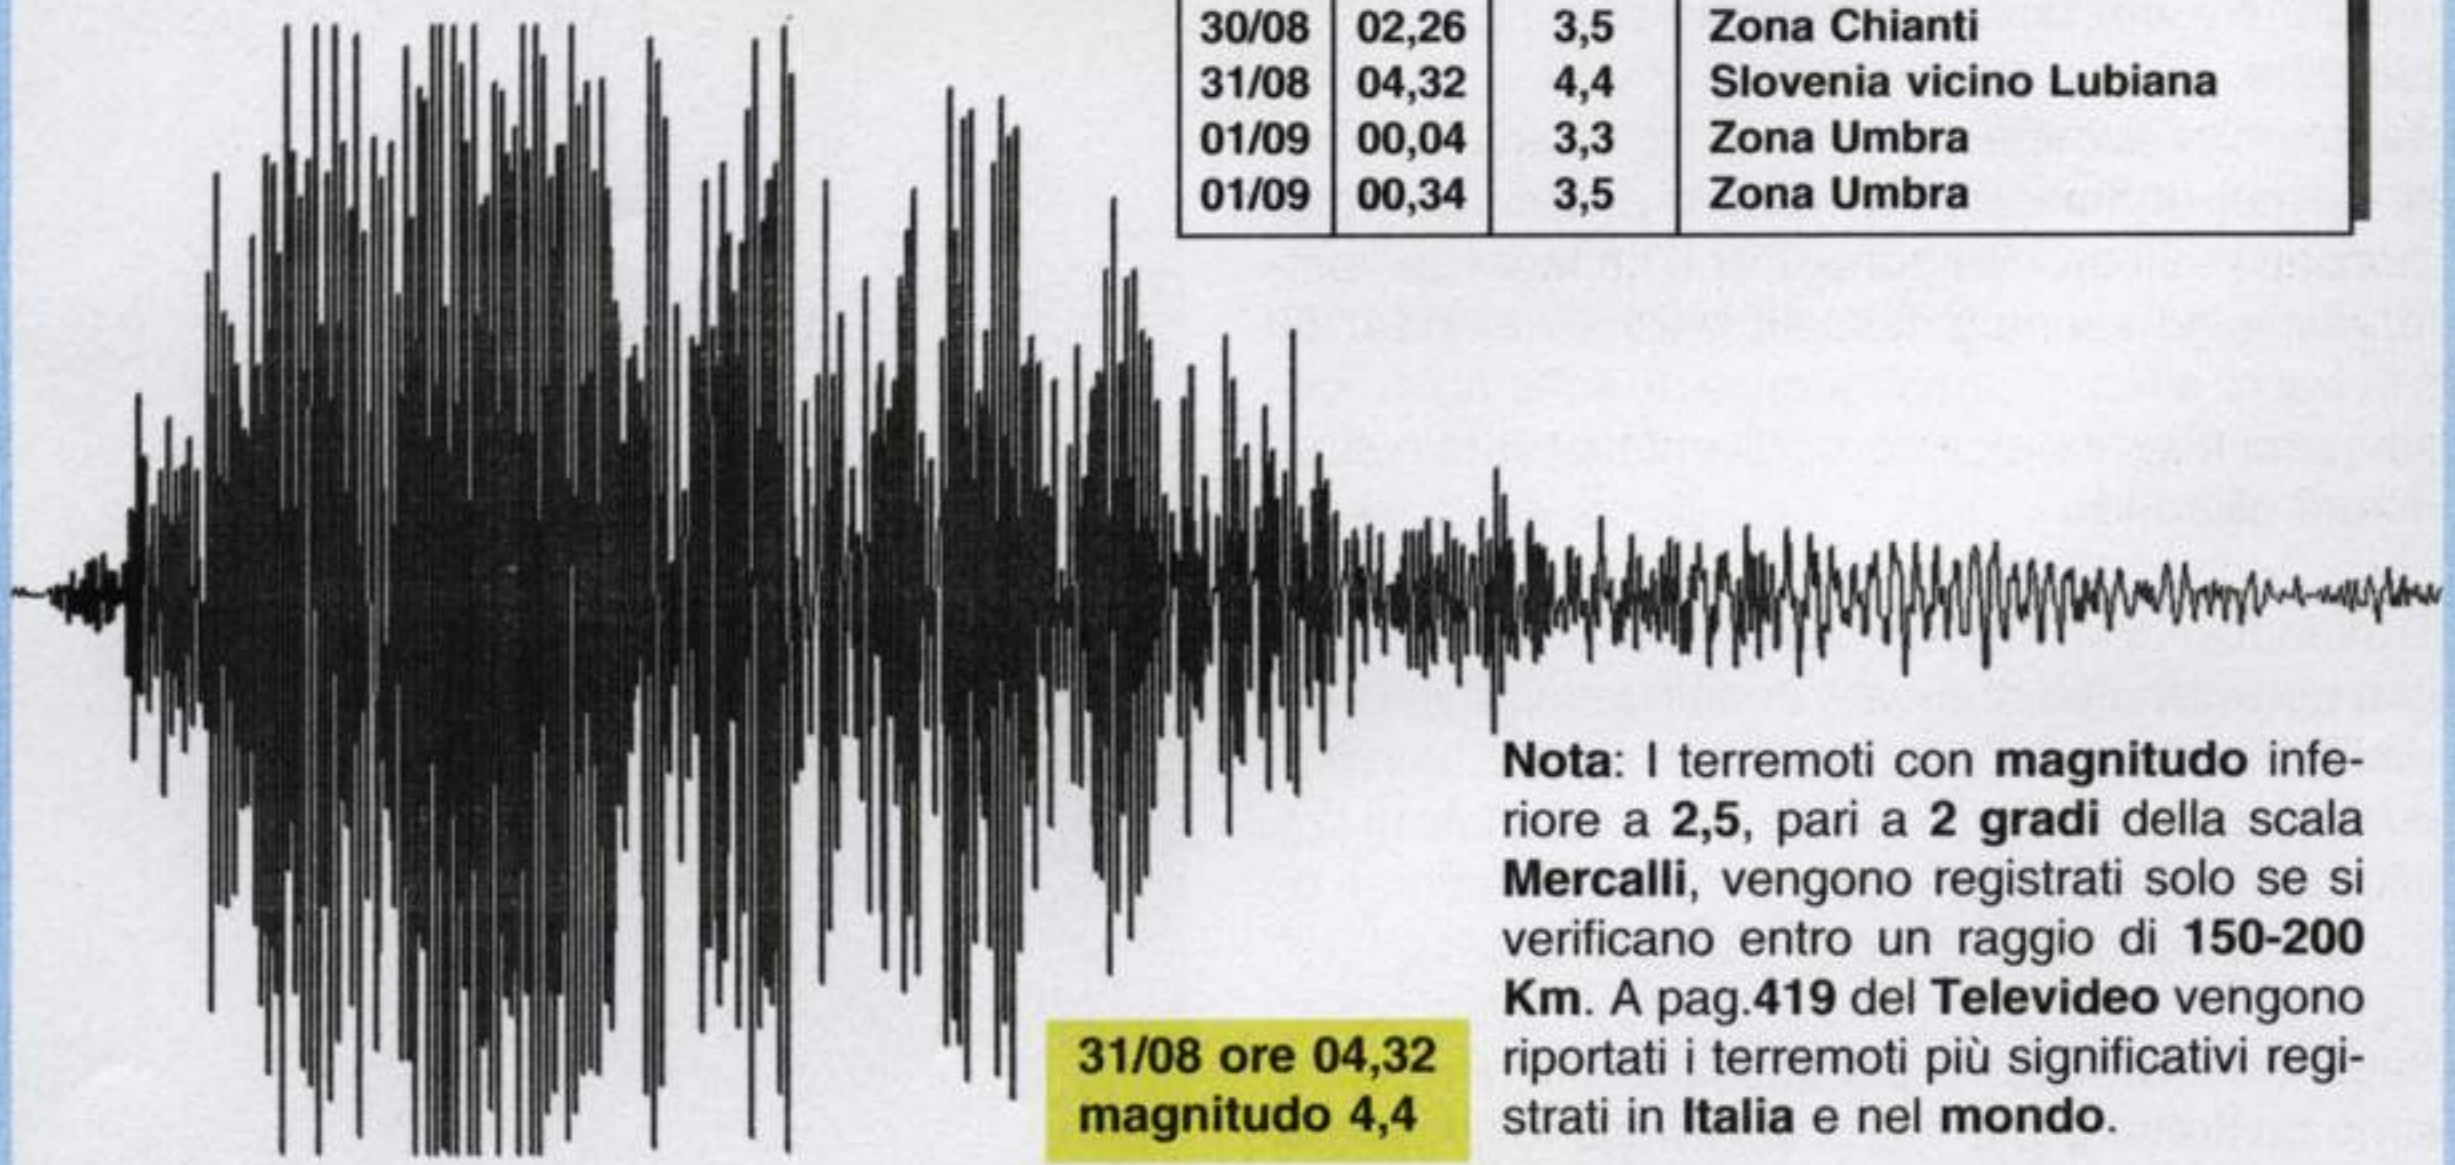 30/08 02,26 3,5 Zona Chianti
31/08 04,32 4,4 Slovenia vicino Lubiana
01/09 00,04 3,3 Zona Umbra
01/09 00,34 3,5 Zona Umbra
Nota: I terremoti con magnitudo infe-
riore a 2,5, pari a 2 gradi della scala
Mercalli, vengono registrati solo se si
verificano entro un raggio di 150-200
Km. A pag.419 del Televideo vengono
riportati i terremoti più significativi regi-
strati in Italia e nel mondo.
31/08 ore 04,32
magnitudo 4,4